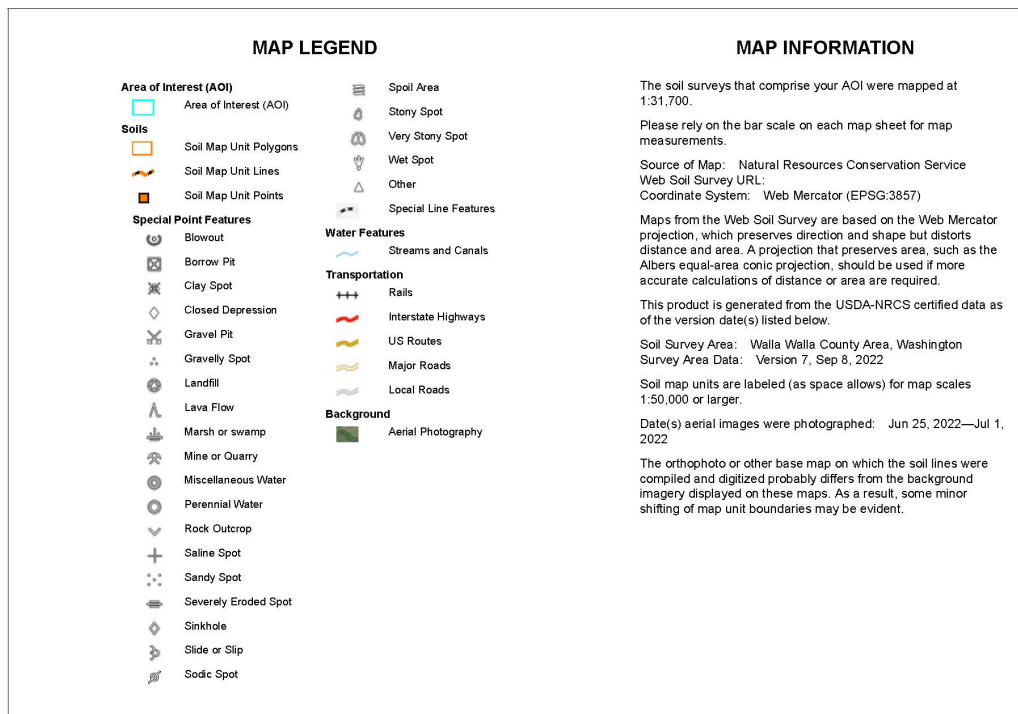 MAP LEGEND
Area of Interest (AOI)
Area of Interest (AOI)
Soils
Soil Map Unit Polygons
Soil Map Unit Lines
Soil Map Unit Points
Special Point Features
Blowout
Borrow Pit
Clay Spot
Closed Depression
Gravel Pit
Gravelly Spot
Landfill
Lava Flow
Marsh or swamp
Mine or Quarry
Miscellaneous Water
Perennial Water
Rock Outcrop
Saline Spot
Sandy Spot
Severely Eroded Spot
Sinkhole
Slide or Slip
Sodic Spot
Spoil Area
Stony Spot
Very Stony Spot
Wet Spot
Other
Special Line Features
Water Features
Streams and Canals
Transportation
Rails
Interstate Highways
US Routes
Major Roads
Local Roads
Background
Aerial Photography
MAP INFORMATION
The soil surveys that comprise your AOI were mapped at
1:31,700.
Please rely on the bar scale on each map sheet for map
measurements.
Source of Map: Natural Resources Conservation Service
Web Soil Survey URL:
Coordinate System: Web Mercator (EPSG:3857)
Maps from the Web Soil Survey are based on the Web Mercator
projection, which preserves direction and shape but distorts
distance and area. A projection that preserves area, such as the
Albers equal-area conic projection, should be used if more
accurate calculations of distance or area are required.
This product is generated from the USDA-NRCS certified data as
of the version date(s) listed below.
Soil Survey Area: Walla Walla County Area, Washington
Survey Area Data: Version 7, Sep 8, 2022
Soil map units are labeled (as space allows) for map scales
1:50,000 or larger.
Date(s) aerial images were photographed: Jun 25, 2022—Jul 1,
2022
The orthophoto or other base map on which the soil lines were
compiled and digitized probably differs from the background
imagery displayed on these maps. As a result, some minor
shifting of map unit boundaries may be evident.